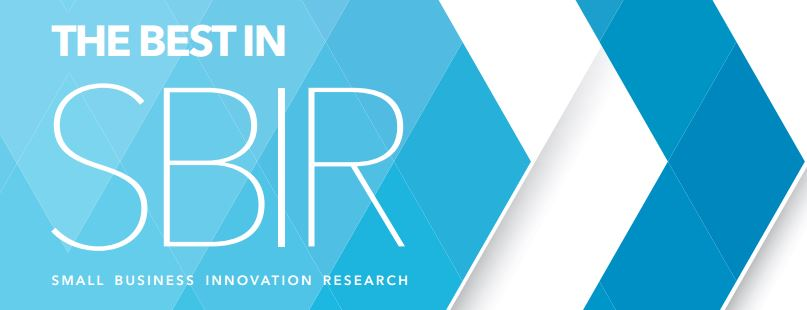 THE BEST IN
SBIR
SMALL BUSINESS INNOVATION RESEARCH